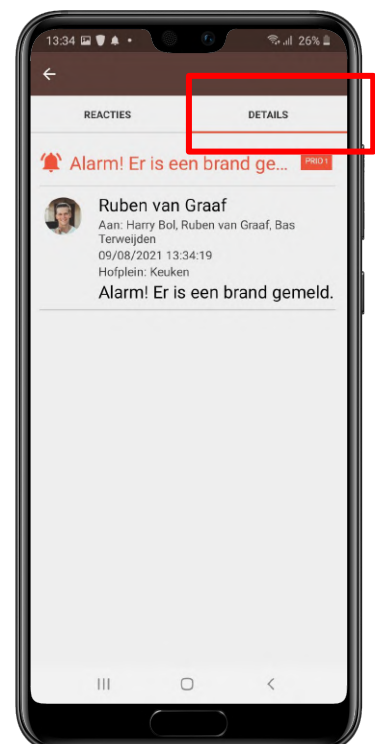 13:34 26%
REACTIES DETAILS
Alarm! Er is een brand ge... PRIO 1
Ruben van Graaf
Aan: Harry Bol, Ruben van Graaf, Bas
Terweijden
09/08/2021 13:34:19
Hofplein: Keuken
Alarm! Er is een brand gemeld.